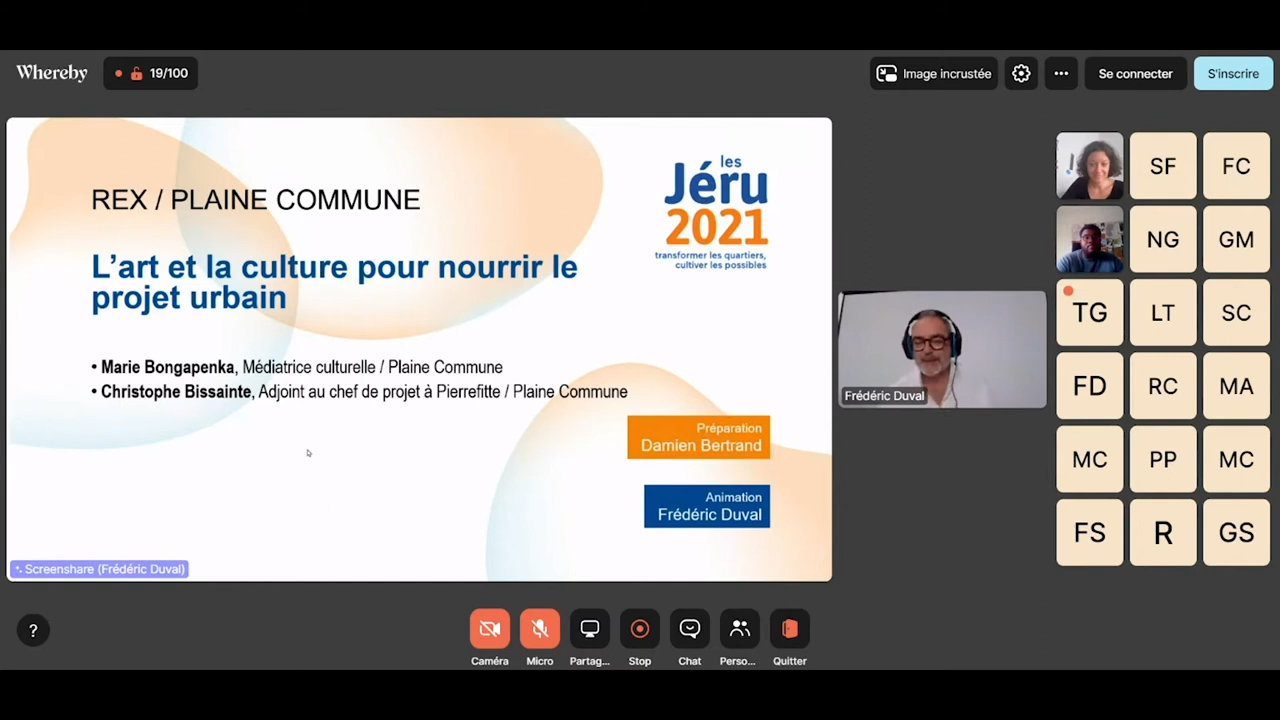 Whereby
19/100
Image incrustée
Se connecter
S'inscrire
REX / PLAINE COMMUNE
les
Jéru
2021
transformer les quartiers,
cultiver les possibles
L'art et la culture pour nourrir le
projet urbain
• Marie Bongapenka, Médiatrice culturelle / Plaine Commune
• Christophe Bissainte, Adjoint au chef de projet à Pierrefitte / Plaine Commune
Préparation
Damien Bertrand
Animation
Frédéric Duval
Screenshare (Frédéric Duval)
Frédéric Duval
SF
FC
NG
GM
TG
LT
SC
FD
RC
MA
MC
PP
MC
FS
R
GS
?
Caméra
Micro
Partag...
Stop
Chat
Perso...
Quitter